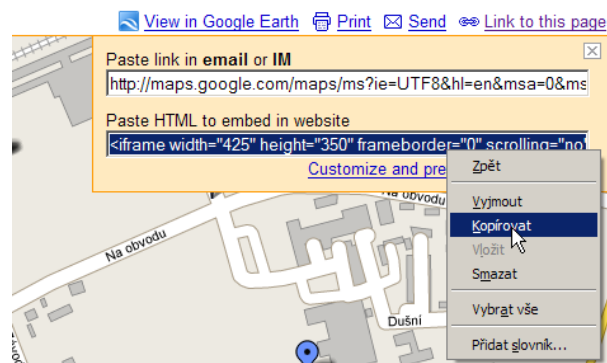 View in Google Earth Print Send Link to this page
Paste link in email or IM
http://maps.google.com/maps/ms?ie=UTF8&hl=en&msa=0&ms
Paste HTML to embed in website
<iframe width="425" height="350" frameborder="0" scrolling="no"
Customize and pre
Zpět
Vyjmout
Kopírovat
Vložit
Smazat
Vybrat vše
Přidat slovník...
Na obvodu
Na obvodu
Dušní